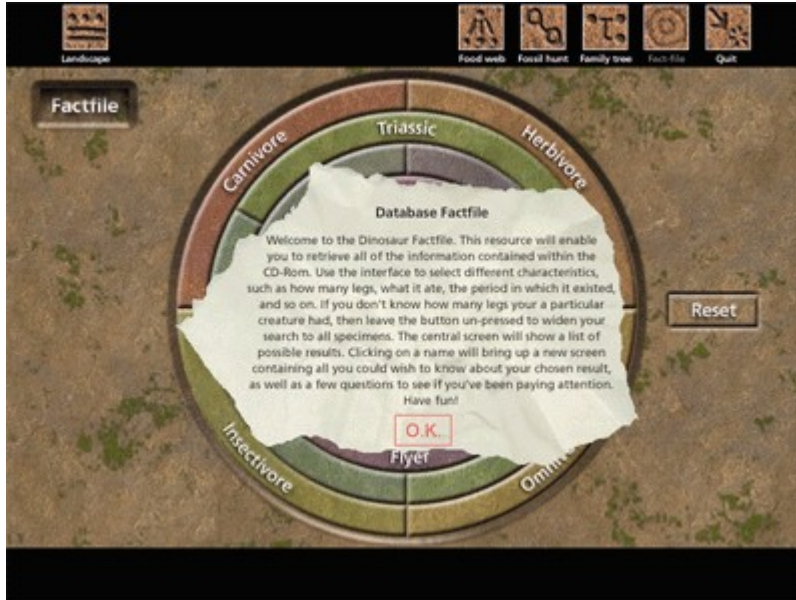 Landscape
Food web
Fossil hunt
Family tree
Fact-file
Quit
Factfile
Carnivore
Triassic
Herbivore
Database Factfile
Welcome to the Dinosaur Factfile. This resource will enable
you to retrieve all of the information contained within the
CD-Rom. Use the interface to select different characteristics,
such as how many legs, what it ate, the period in which it existed,
and so on. If you don't know how many legs your a particular
creature had, then leave the button un-pressed to widen your
search to all specimens. The central screen will show a list of
possible results. Clicking on a name will bring up a new screen
containing all you could wish to know about your chosen result,
as well as a few questions to see if you've been paying attention.
Have fun!
O.K.
Reset
Insectivore
Flyer